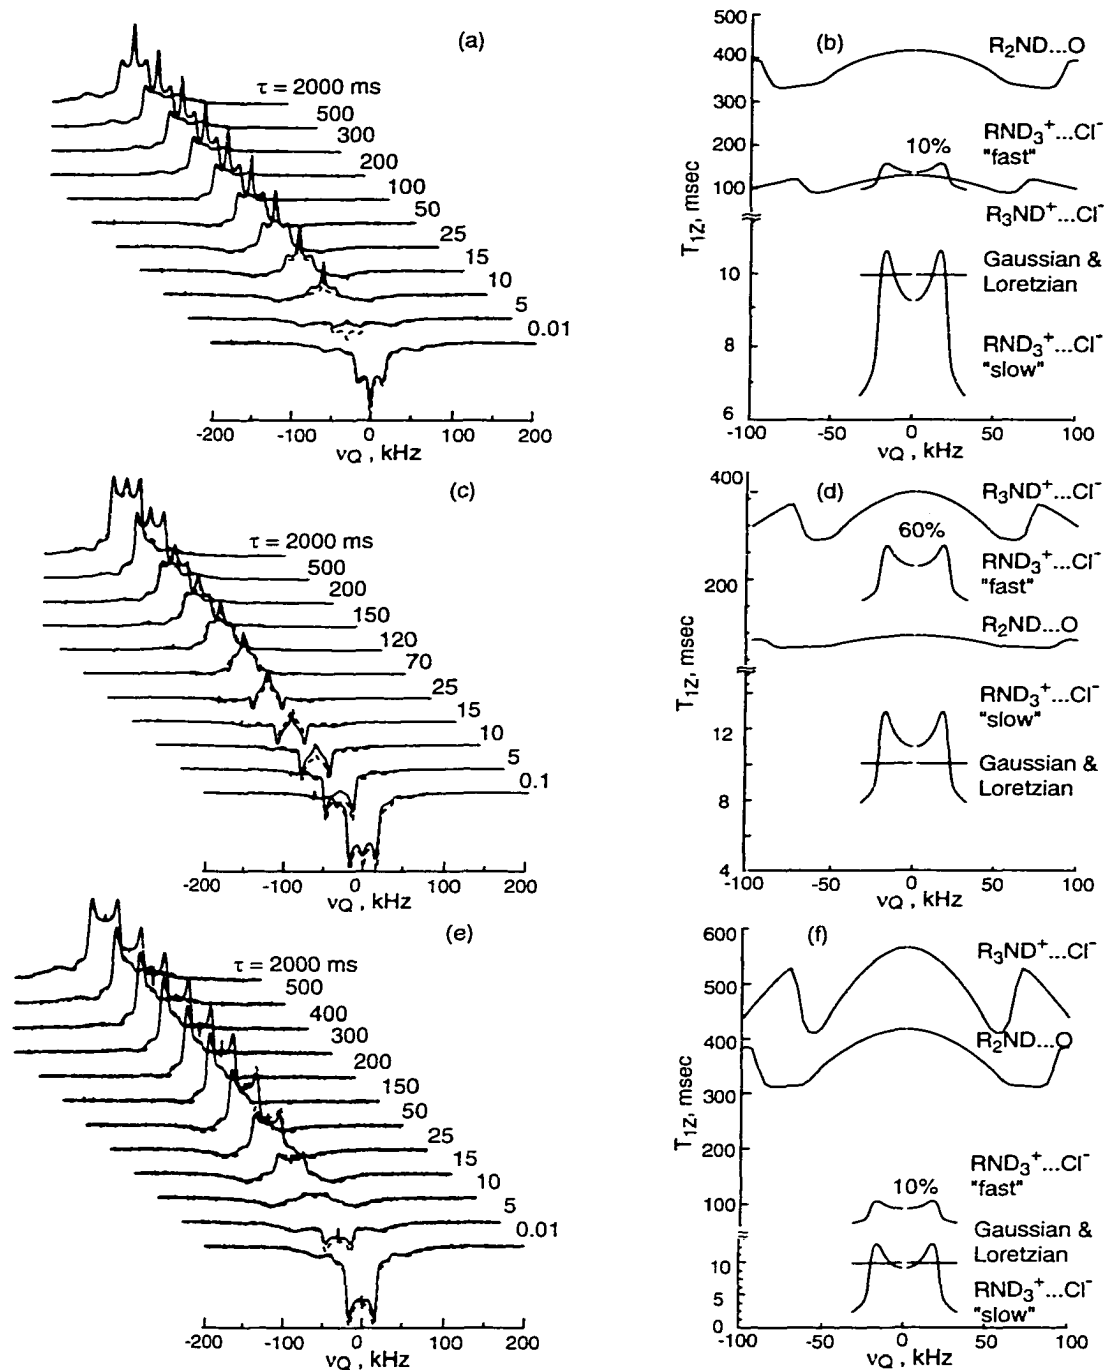 (a)
τ = 2000 ms
500
300
200
100
50
25
15
10
5
0.01
-200
-100
0
100
200
νQ , kHz
(b)
500
400
300
200
100
10
8
6
T1Z, msec
R2ND...O
RND3+...Cl-
"fast"
10%
R3ND+...Cl-
Gaussian &
Loretzian
RND3+...Cl-
"slow"
-100
-50
0
50
100
νQ , kHz
(c)
τ = 2000 ms
500
200
150
120
70
25
15
10
5
0.1
-200
-100
0
100
200
νQ, kHz
(d)
400
200
12
10
8
4
T1Z, msec
R3ND+...Cl-
60%
RND3+...Cl-
"fast"
R2ND...O
RND3+...Cl-
"slow"
Gaussian &
Loretzian
-100
-50
0
50
100
νQ , kHz
(e)
τ = 2000 ms
500
400
300
200
150
50
25
15
10
5
0.01
-200
-100
0
100
200
νQ, kHz
(f)
600
500
400
300
200
100
10
5
0
T1Z, msec
R3ND+...Cl-
R2ND...O
RND3+...Cl-
"fast"
10%
Gaussian &
Loretzian
RND3+...Cl-
"slow"
-100
-50
0
50
100
νQ , kHz